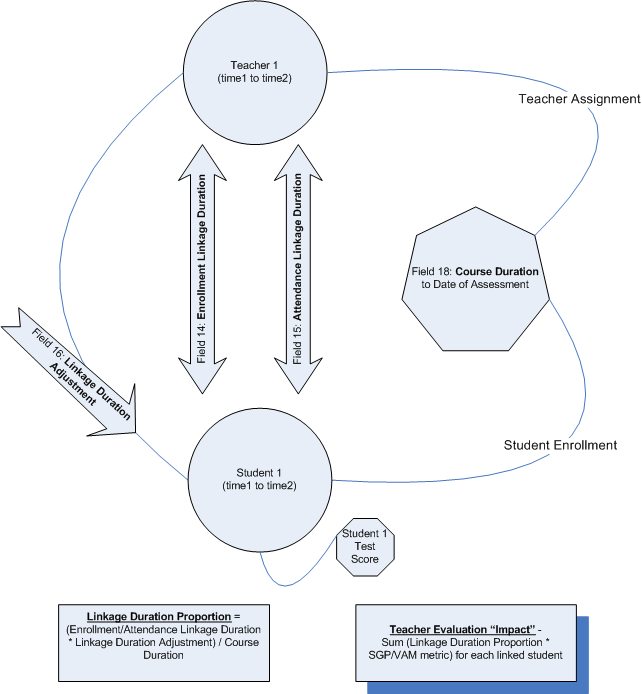 Teacher 1
(time1 to time2)
Teacher Assignment
Field 14: Enrollment Linkage Duration
Field 15: Attendance Linkage Duration
Field 18: Course Duration
to Date of Assessment
Field 16: Linkage Duration
Adjustment
Student Enrollment
Student 1
(time1 to time2)
Student 1
Test
Score
Linkage Duration Proportion =
(Enrollment/Attendance Linkage Duration
* Linkage Duration Adjustment) / Course
Duration
Teacher Evaluation “Impact” -
Sum (Linkage Duration Proportion *
SGP/VAM metric) for each linked student